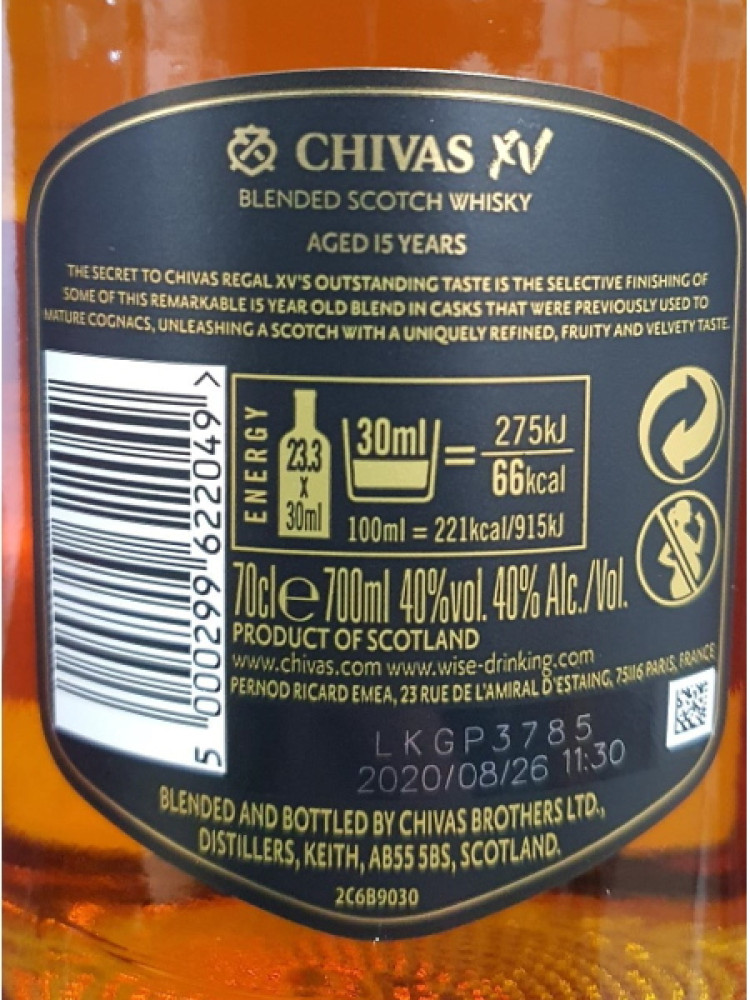 CHIVAS XV
BLENDED SCOTCH WHISKY
AGED 15 YEARS
THE SECRET TO CHIVAS REGAL XV'S OUTSTANDING TASTE IS THE SELECTIVE FINISHING OF
SOME OF THIS REMARKABLE 15 YEAR OLD BLEND IN CASKS THAT WERE PREVIOUSLY USED TO
MATURE COGNACS, UNLEASHING A SCOTCH WITH A UNIQUELY REFINED, FRUITY AND VELVETY TASTE.
5 000299 622049 >
ENERGY
23.3
x
30ml
30ml
=
275kJ
66kcal
100ml = 221kcal/915kJ
70cl e 700ml 40%vol. 40% Alc./Vol.
PRODUCT OF SCOTLAND
www.chivas.com www.wise-drinking.com
PERNOD RICARD EMEA, 23 RUE DE L'AMIRAL D'ESTAING, 75116 PARIS, FRANCE
LKGP3785
2020/08/26 11:30
BLENDED AND BOTTLED BY CHIVAS BROTHERS LTD.,
DISTILLERS, KEITH, AB55 5BS, SCOTLAND.
2C6B9030